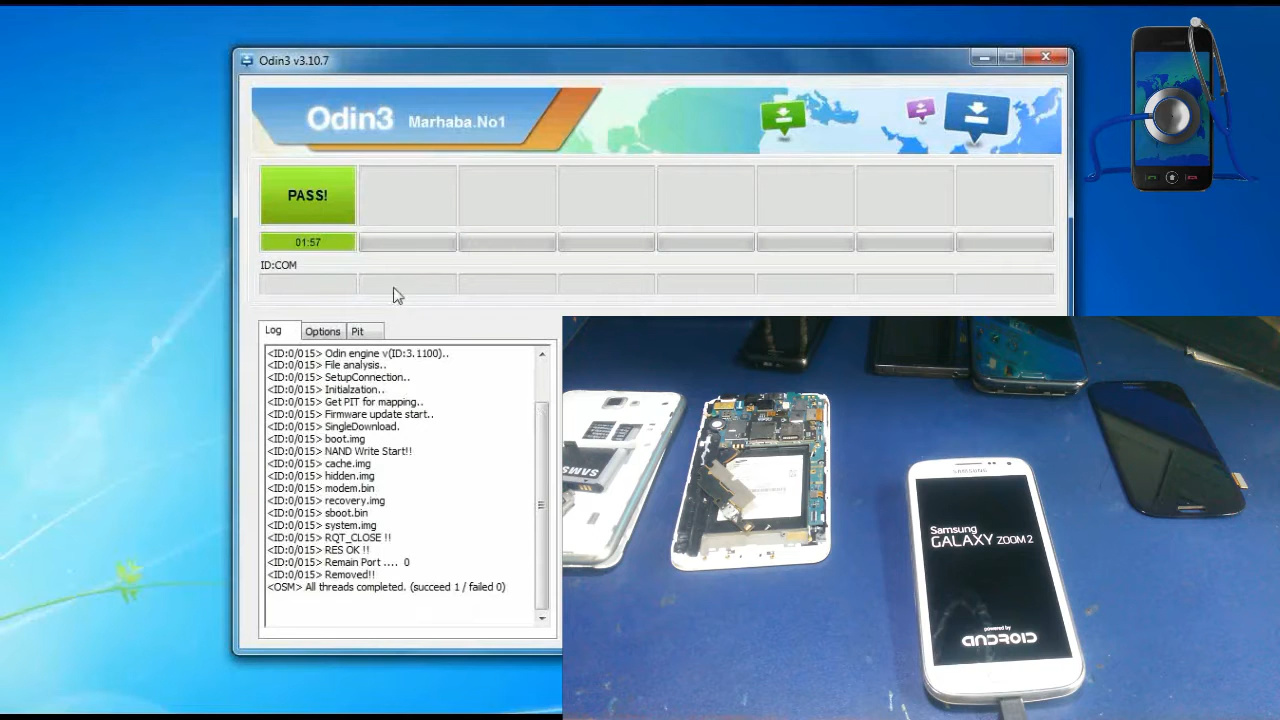 Odin3 v3.10.7
Odin3 Marhaba.No1
PASS!
01:57
ID:COM
Log Options Pit
<ID:0/015> Odin engine v(ID:3.1100)..
<ID:0/015> File analysis..
<ID:0/015> SetupConnection..
<ID:0/015> Initialzation..
<ID:0/015> Get PIT for mapping..
<ID:0/015> Firmware update start..
<ID:0/015> SingleDownload.
<ID:0/015> boot.img
<ID:0/015> NAND Write Start!!
<ID:0/015> cache.img
<ID:0/015> hidden.img
<ID:0/015> modem.bin
<ID:0/015> recovery.img
<ID:0/015> sboot.bin
<ID:0/015> system.img
<ID:0/015> RQT_CLOSE !!
<ID:0/015> RES OK !!
<ID:0/015> Remain Port .... 0
<ID:0/015> Removed!!
<OSM> All threads completed. (succeed 1 / failed 0)
SAMSUNG
Samsung
GALAXY ZOOM 2
powered by
ANDROID